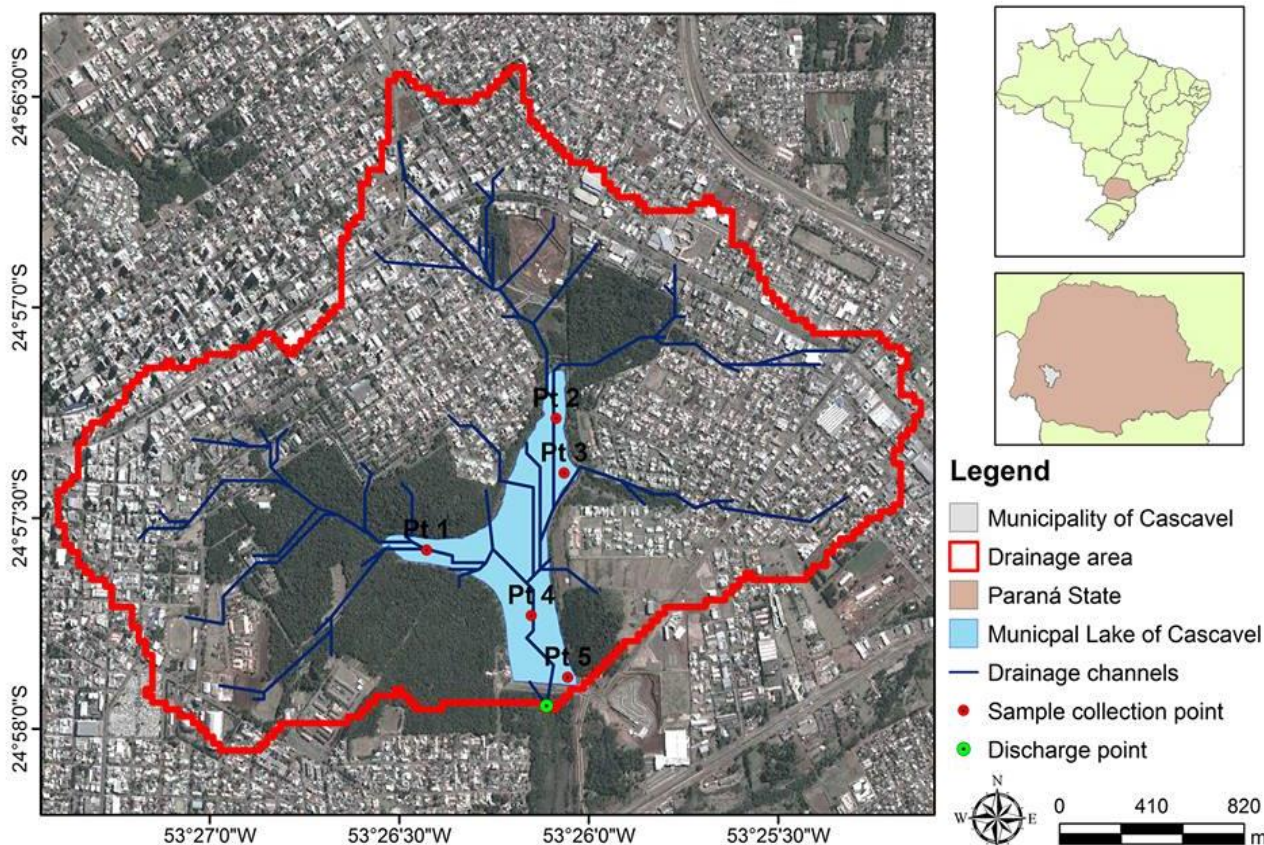 24°56'30"S
24°57'0"S
24°57'30"S
24°58'0"S
53°27'0"W
53°26'30"W
53°26'0"W
53°25'30"W
Pt 2
Pt 3
Pt 1
Pt 4
Pt 5
Legend
Municipality of Cascavel
Drainage area
Paraná State
Municpal Lake of Cascavel
Drainage channels
Sample collection point
Discharge point
N
W E
S
0 410 820
m